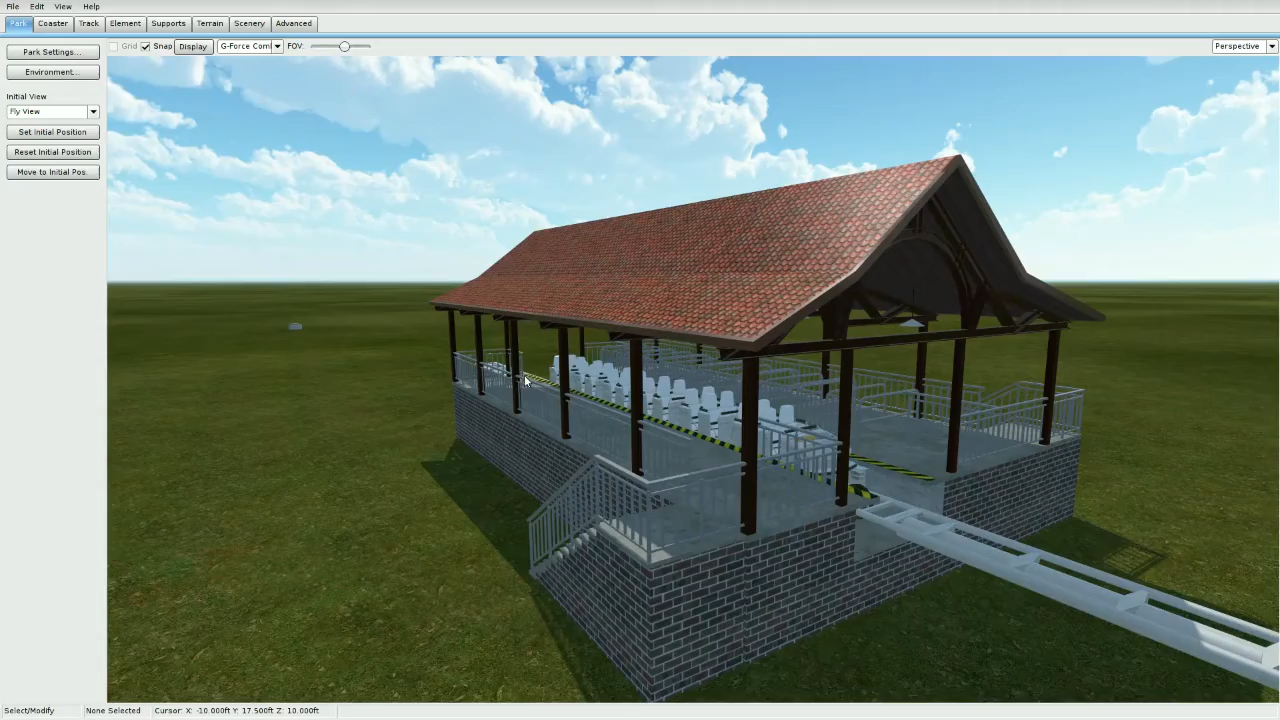 File Edit View Help
Park Coaster Track Element Supports Terrain Scenery Advanced
Grid Snap Display G-Force Com FOV: Perspective
Park Settings...
Environment...
Initial View
Fly View
Set Initial Position
Reset Initial Position
Move to Initial Pos.
Select/Modify None Selected Cursor: X: -10.000ft Y: 17.500ft Z: 10.000ft